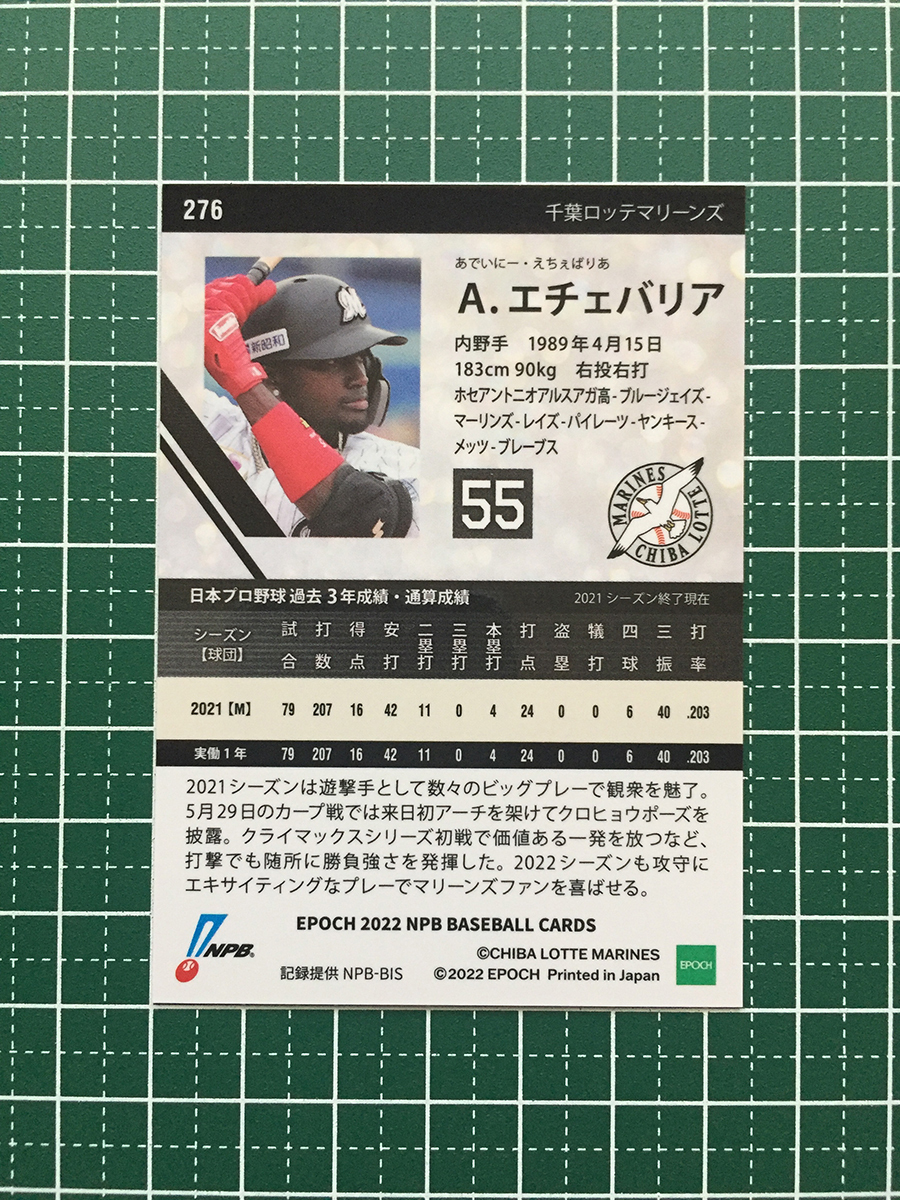 276
千葉ロッテマリーンズ
あでいにー・えちぇばりあ
A. エチェバリア
内野手 1989年4月15日
183cm 90kg 右投右打
ホセアントニオアルスアガ高-ブルージェイズ-
マーリンズ-レイズ-パイレーツ-ヤンキース-
メッツ-ブレーブス
新昭和
M
55
MARINES
CHIBA LOTTE
日本プロ野球 過去3年成績・通算成績 2021 シーズン終了現在
シーズン【球団】 試合 打数 得点 安打 二塁打 三塁打 本塁打 打点 盗塁 犠打 四球 三振 打率
2021【M】 79 207 16 42 11 0 4 24 0 0 6 40 .203
実働1年 79 207 16 42 11 0 4 24 0 0 6 40 .203
2021シーズンは遊撃手として数々のビッグプレーで観衆を魅了。
5月29日のカープ戦では来日初アーチを架けてクロヒョウポーズを
披露。クライマックスシリーズ初戦で価値ある一発を放つなど、
打撃でも随所に勝負強さを発揮した。2022シーズンも攻守に
エキサイティングなプレーでマリーンズファンを喜ばせる。
EPOCH 2022 NPB BASEBALL CARDS
NPB
©CHIBA LOTTE MARINES
記録提供 NPB-BIS ©2022 EPOCH Printed in Japan
EPOCH